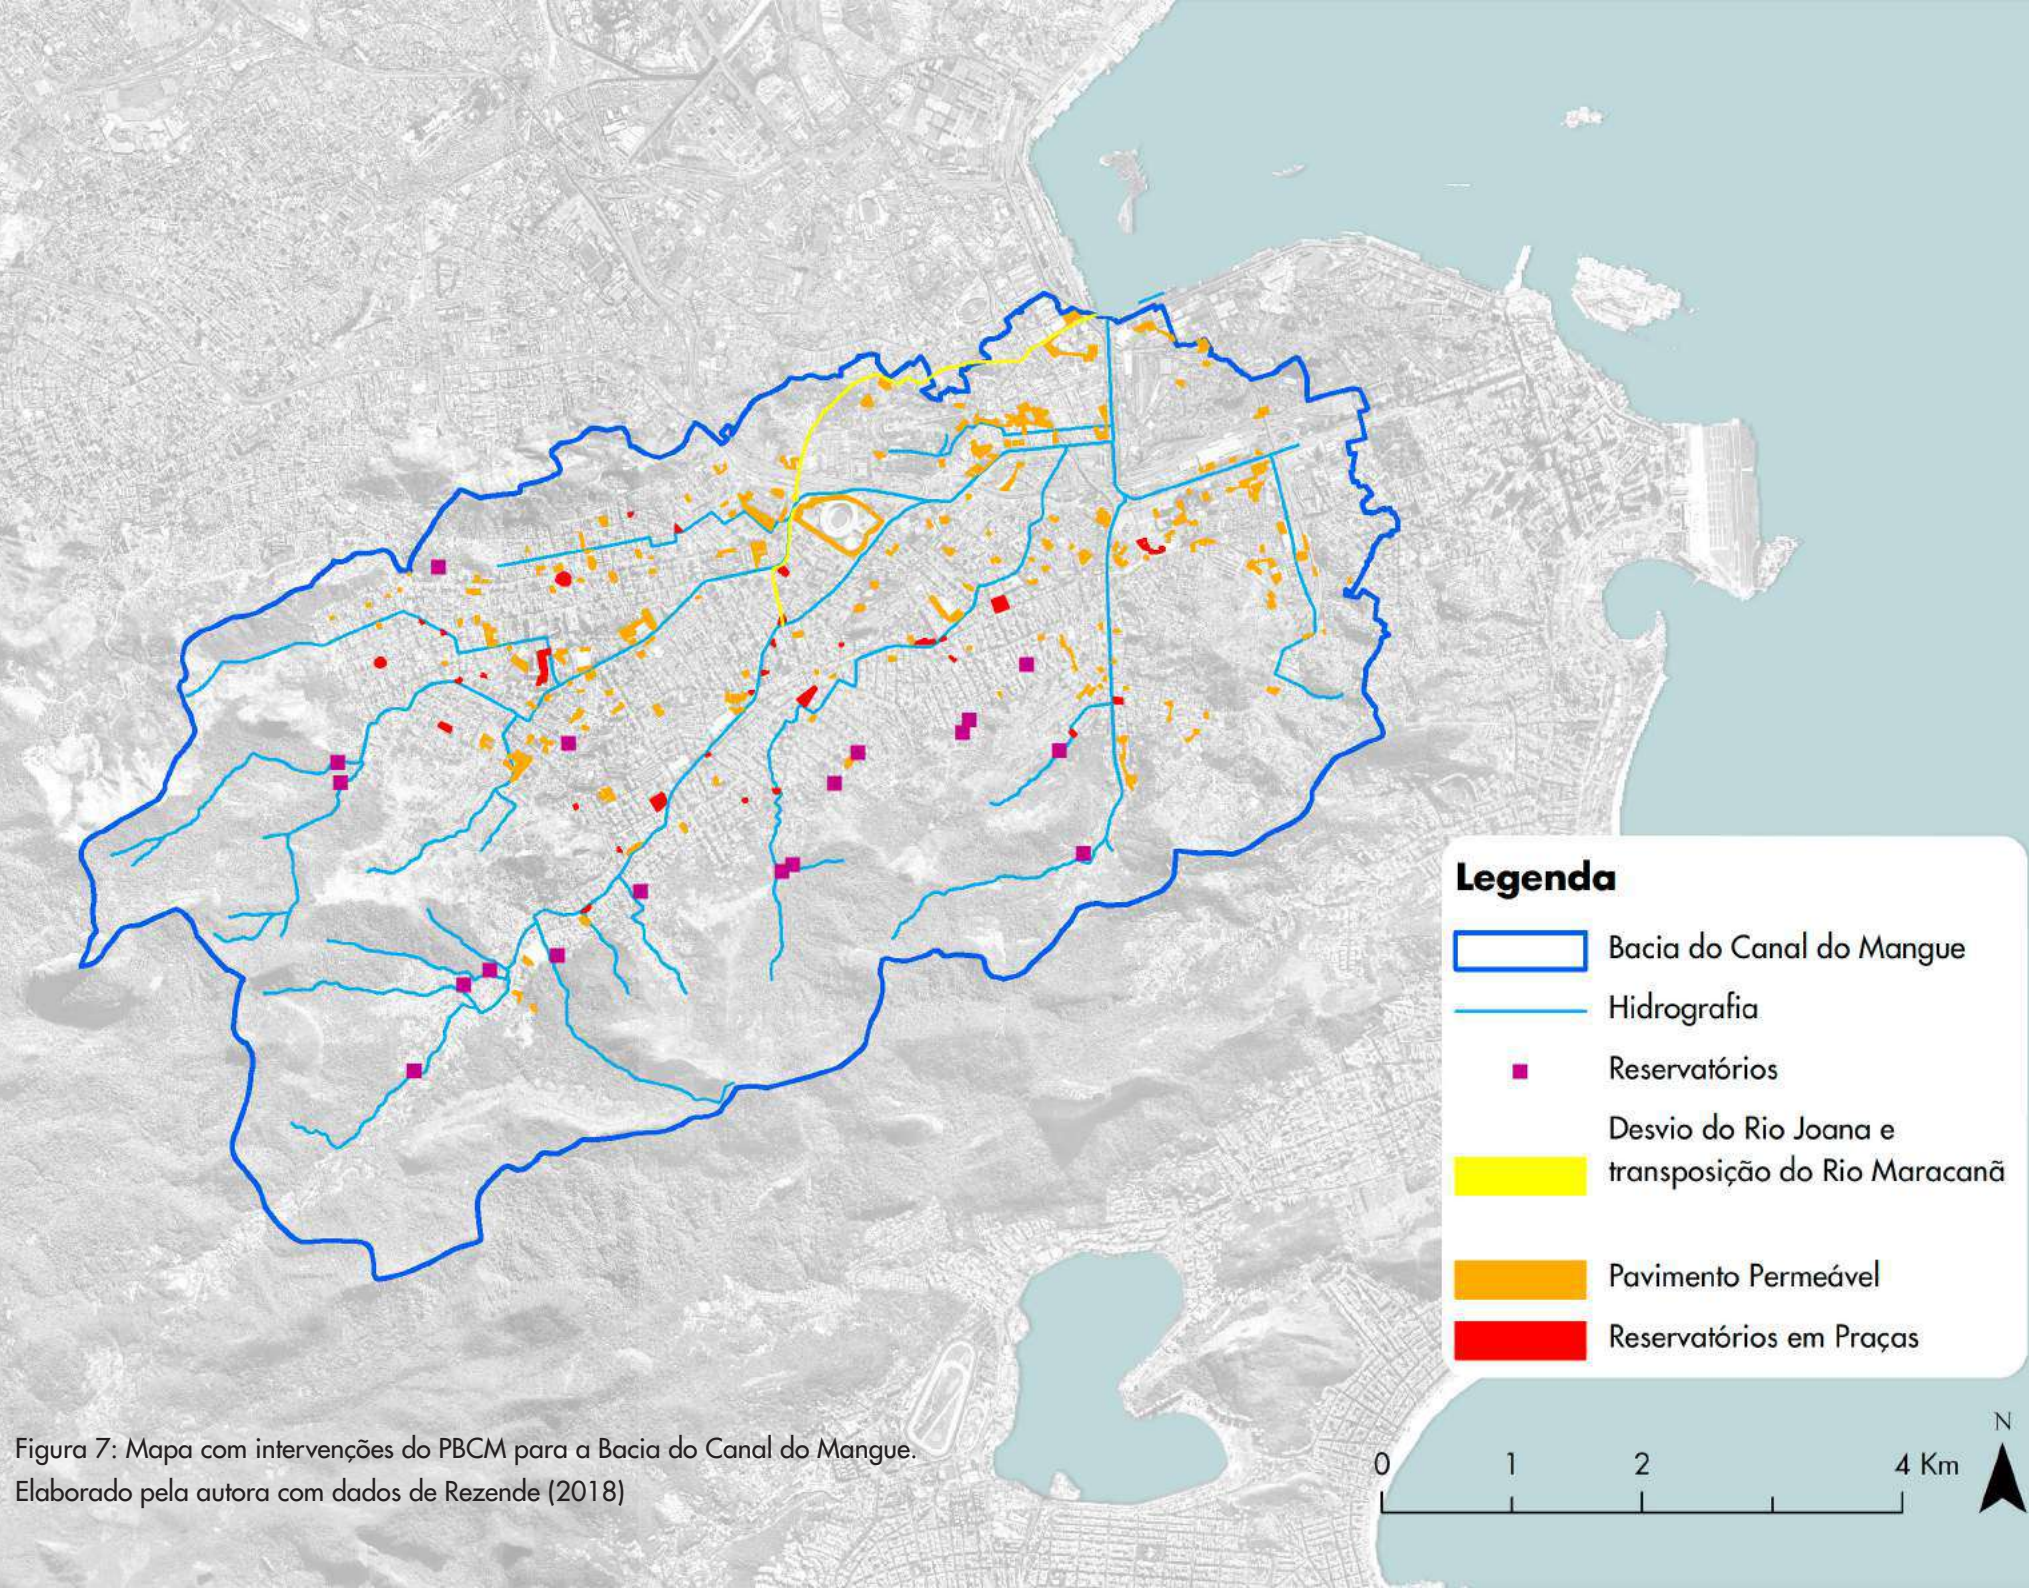 Legenda
Bacia do Canal do Mangue
Hidrografia
Reservatórios
Desvio do Rio Joana e
transposição do Rio Maracanã
Pavimento Permeável
Reservatórios em Praças
Figura 7: Mapa com intervenções do PBCM para a Bacia do Canal do Mangue.
Elaborado pela autora com dados de Rezende (2018)
0 1 2 4 Km
N